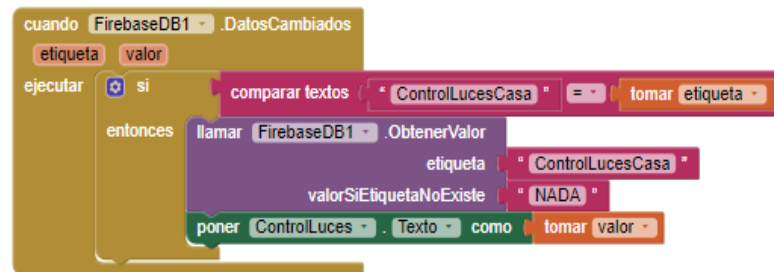 cuando FirebaseDB1 .DatosCambiados
etiqueta valor
ejecutar si comparar textos " ControlLucesCasa " = tomar etiqueta
entonces llamar FirebaseDB1 .ObtenerValor
etiqueta " ControlLucesCasa "
valorSiEtiquetaNoExiste " NADA "
poner ControlLuces . Texto como tomar valor